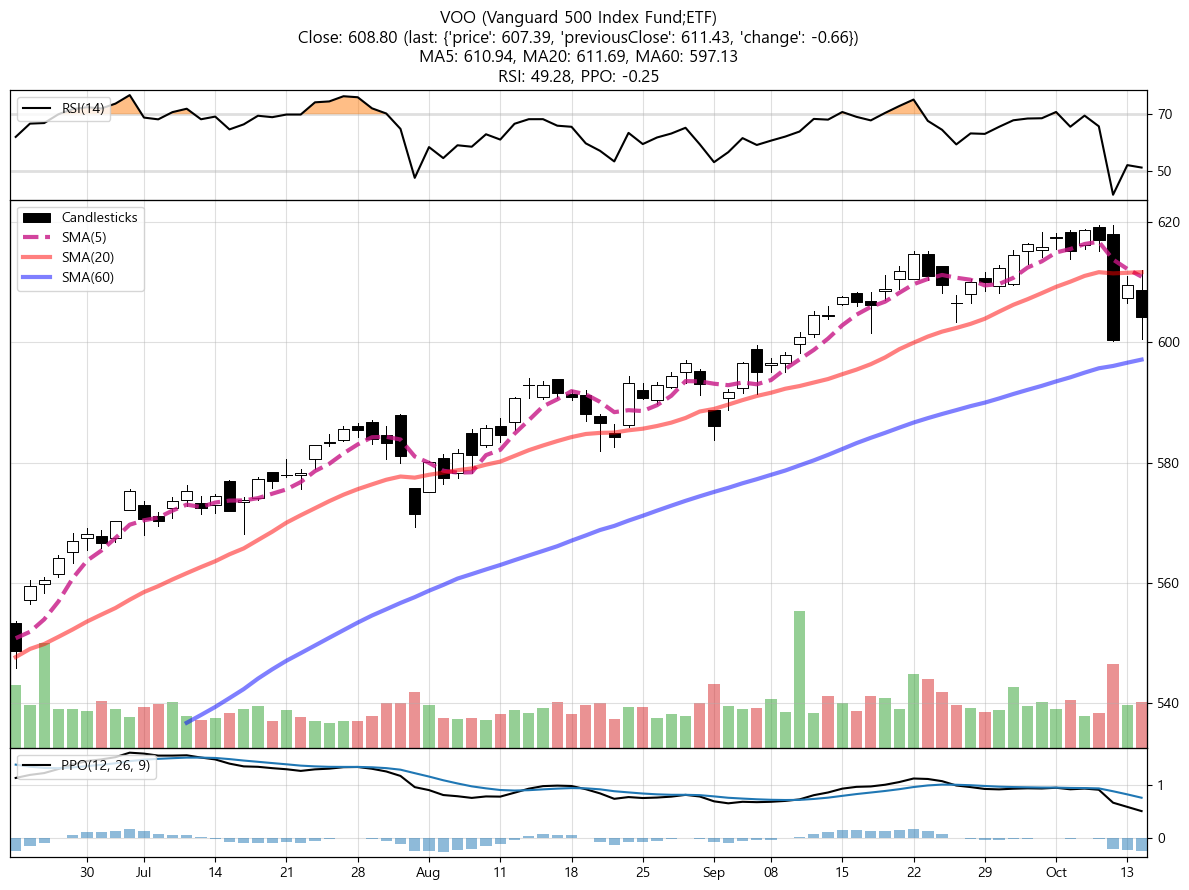 VOO (Vanguard 500 Index Fund;ETF)
Close: 608.80 (last: {'price': 607.39, 'previousClose': 611.43, 'change': -0.66})
MA5: 610.94, MA20: 611.69, MA60: 597.13
RSI: 49.28, PPO: -0.25
RSI(14)
70
50
Candlesticks
SMA(5)
SMA(20)
SMA(60)
620
600
580
560
540
PPO(12, 26, 9)
1
0
30 Jul 14 21 28 Aug 11 18 25 Sep 08 15 22 29 Oct 13